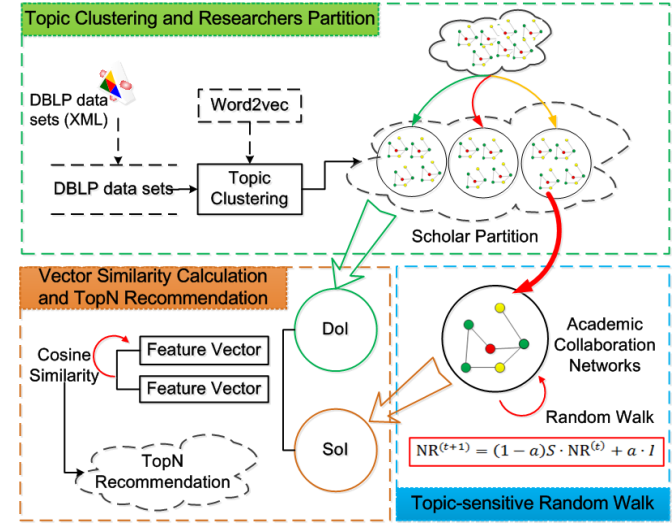 Topic Clustering and Researchers Partition
DBLP data
sets (XML)
Word2vec
DBLP data sets
Topic
Clustering
Scholar Partition
Vector Similarity Calculation
and TopN Recommendation
DoI
Cosine
Similarity
Feature Vector
Feature Vector
SoI
TopN
Recommendation
Academic
Collaboration
Networks
Random Walk
NR^(t+1) = (1 − a)S · NR^(t) + a · I
Topic-sensitive Random Walk